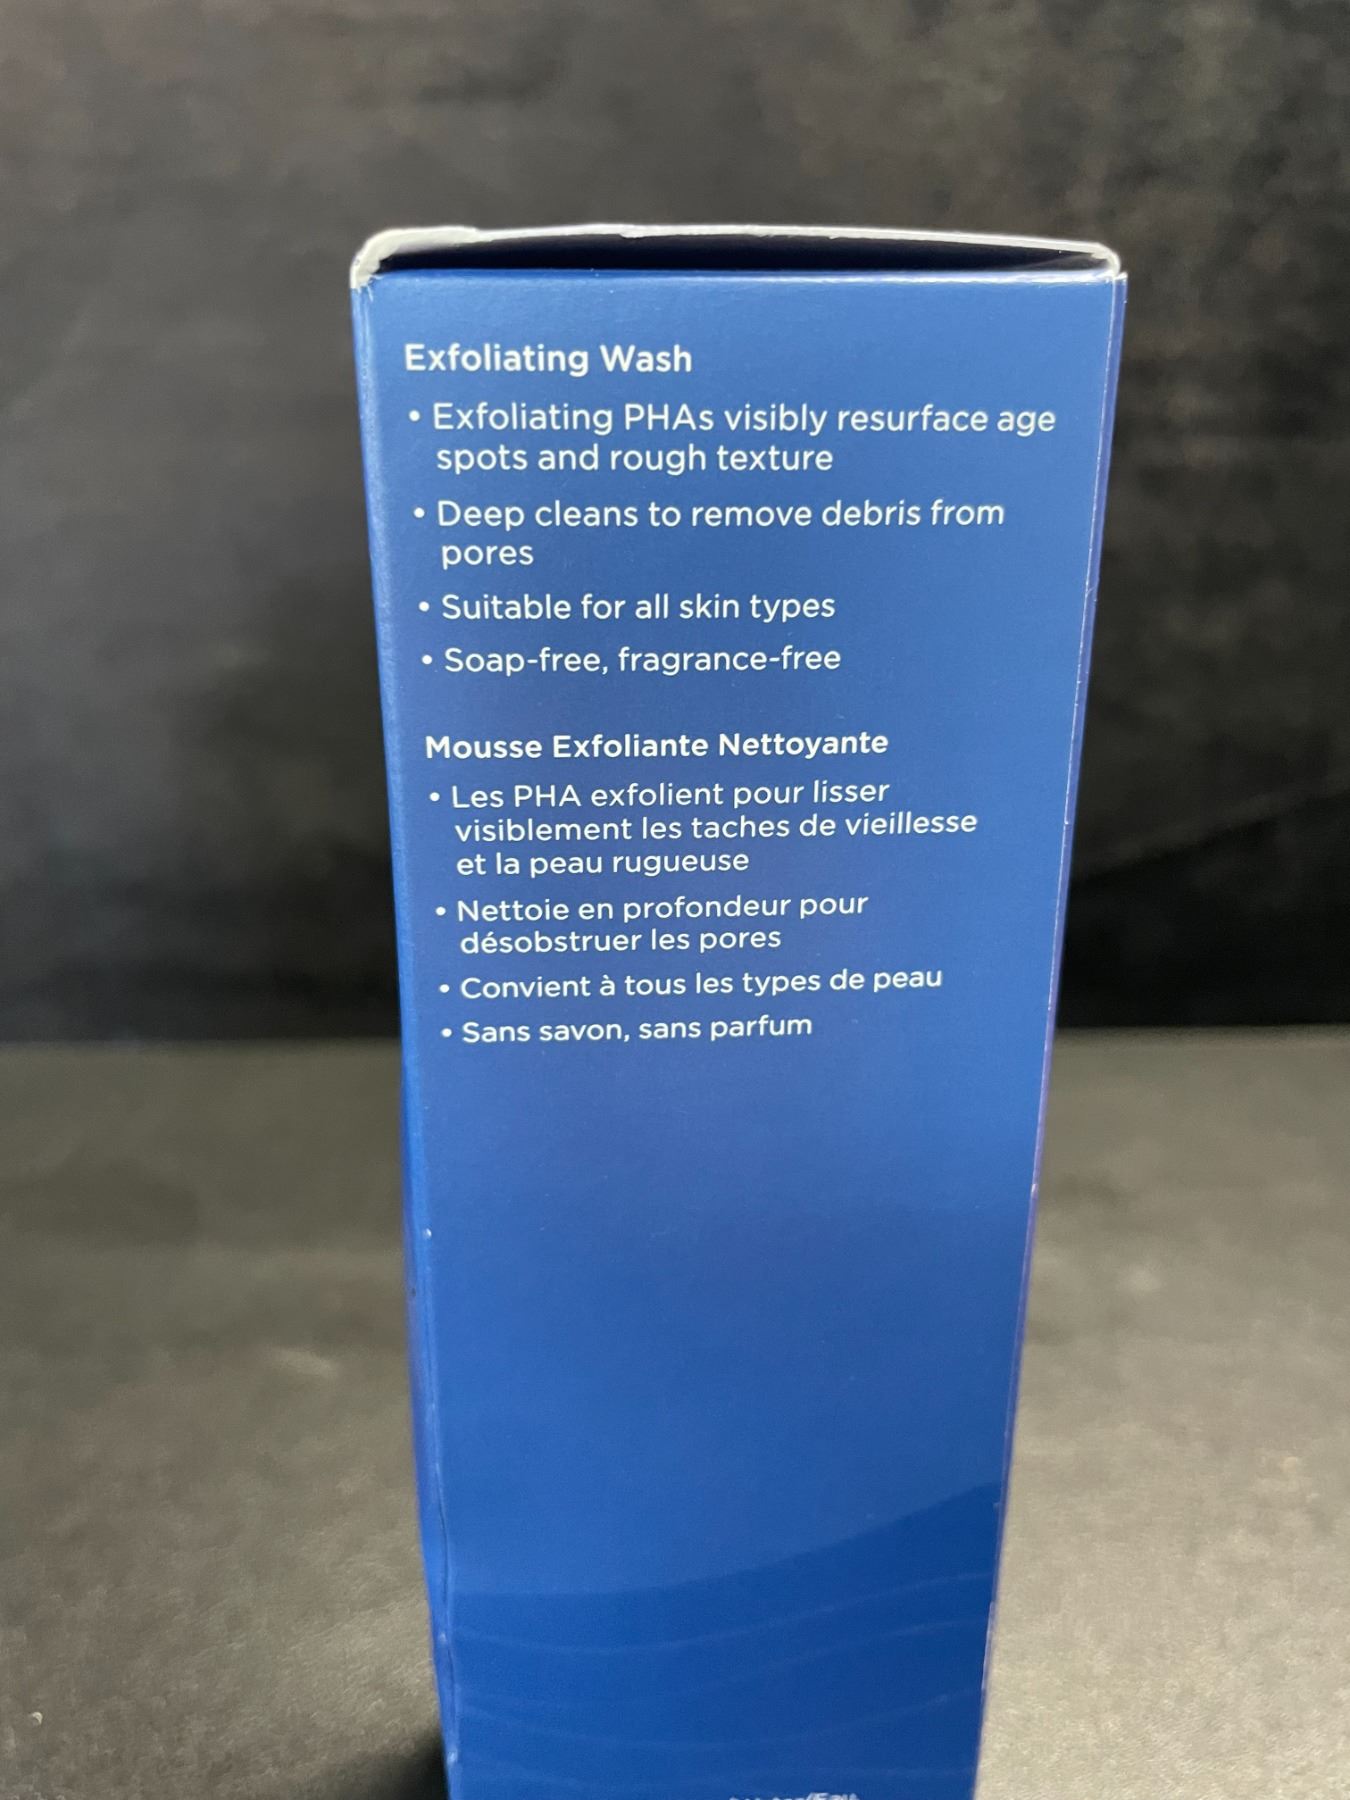 Exfoliating Wash
• Exfoliating PHAs visibly resurface age
spots and rough texture
• Deep cleans to remove debris from
pores
• Suitable for all skin types
• Soap-free, fragrance-free
Mousse Exfoliante Nettoyante
• Les PHA exfolient pour lisser
visiblement les taches de vieillesse
et la peau rugueuse
• Nettoie en profondeur pour
désobstruer les pores
• Convient à tous les types de peau
• Sans savon, sans parfum